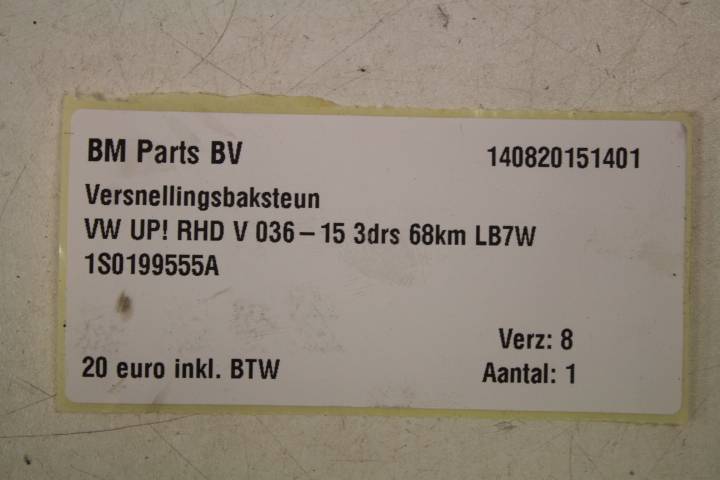 BM Parts BV 140820151401
Versnellingsbaksteun
VW UP! RHD V 036 – 15 3drs 68km LB7W
1S0199555A
Verz: 8
20 euro inkl. BTW Aantal: 1